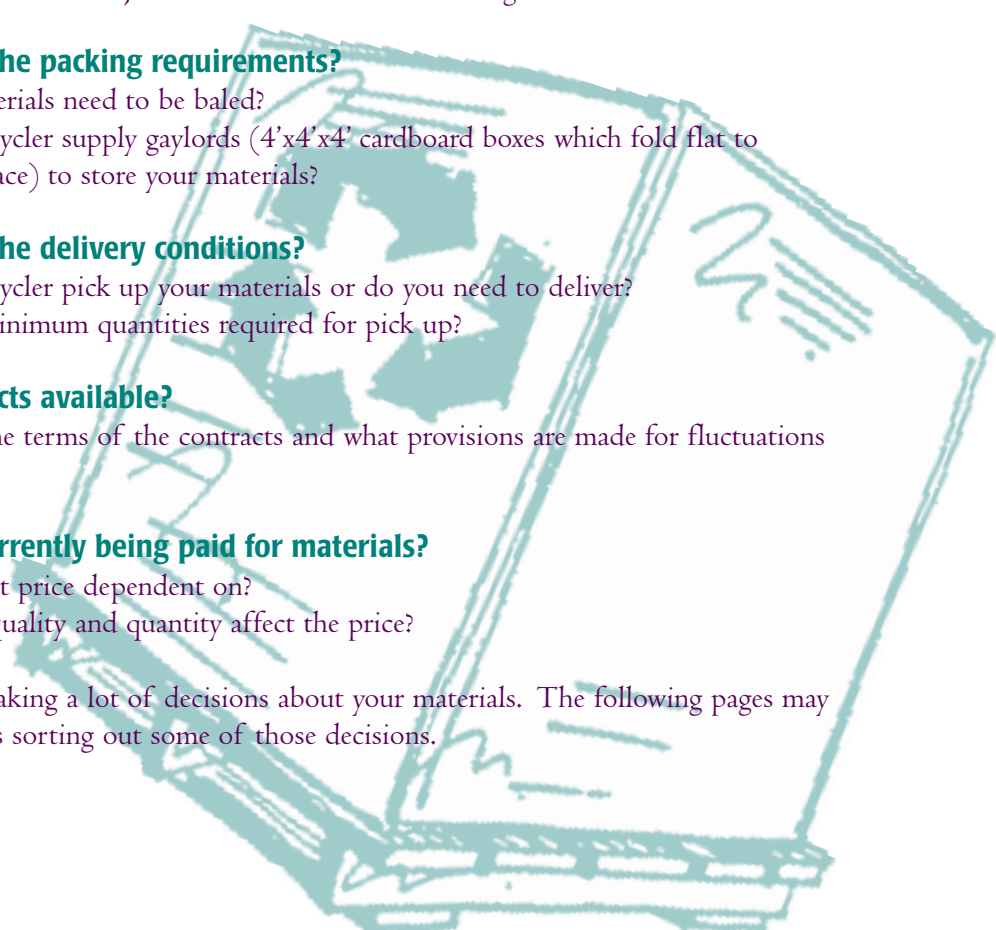 he packing requirements?
erials need to be baled?
ycler supply gaylords (4’x4’x4’ cardboard boxes which fold flat to
ace) to store your materials?
he delivery conditions?
ycler pick up your materials or do you need to deliver?
inimum quantities required for pick up?
cts available?
he terms of the contracts and what provisions are made for fluctuations
rrently being paid for materials?
t price dependent on?
quality and quantity affect the price?
aking a lot of decisions about your materials. The following pages may
s sorting out some of those decisions.